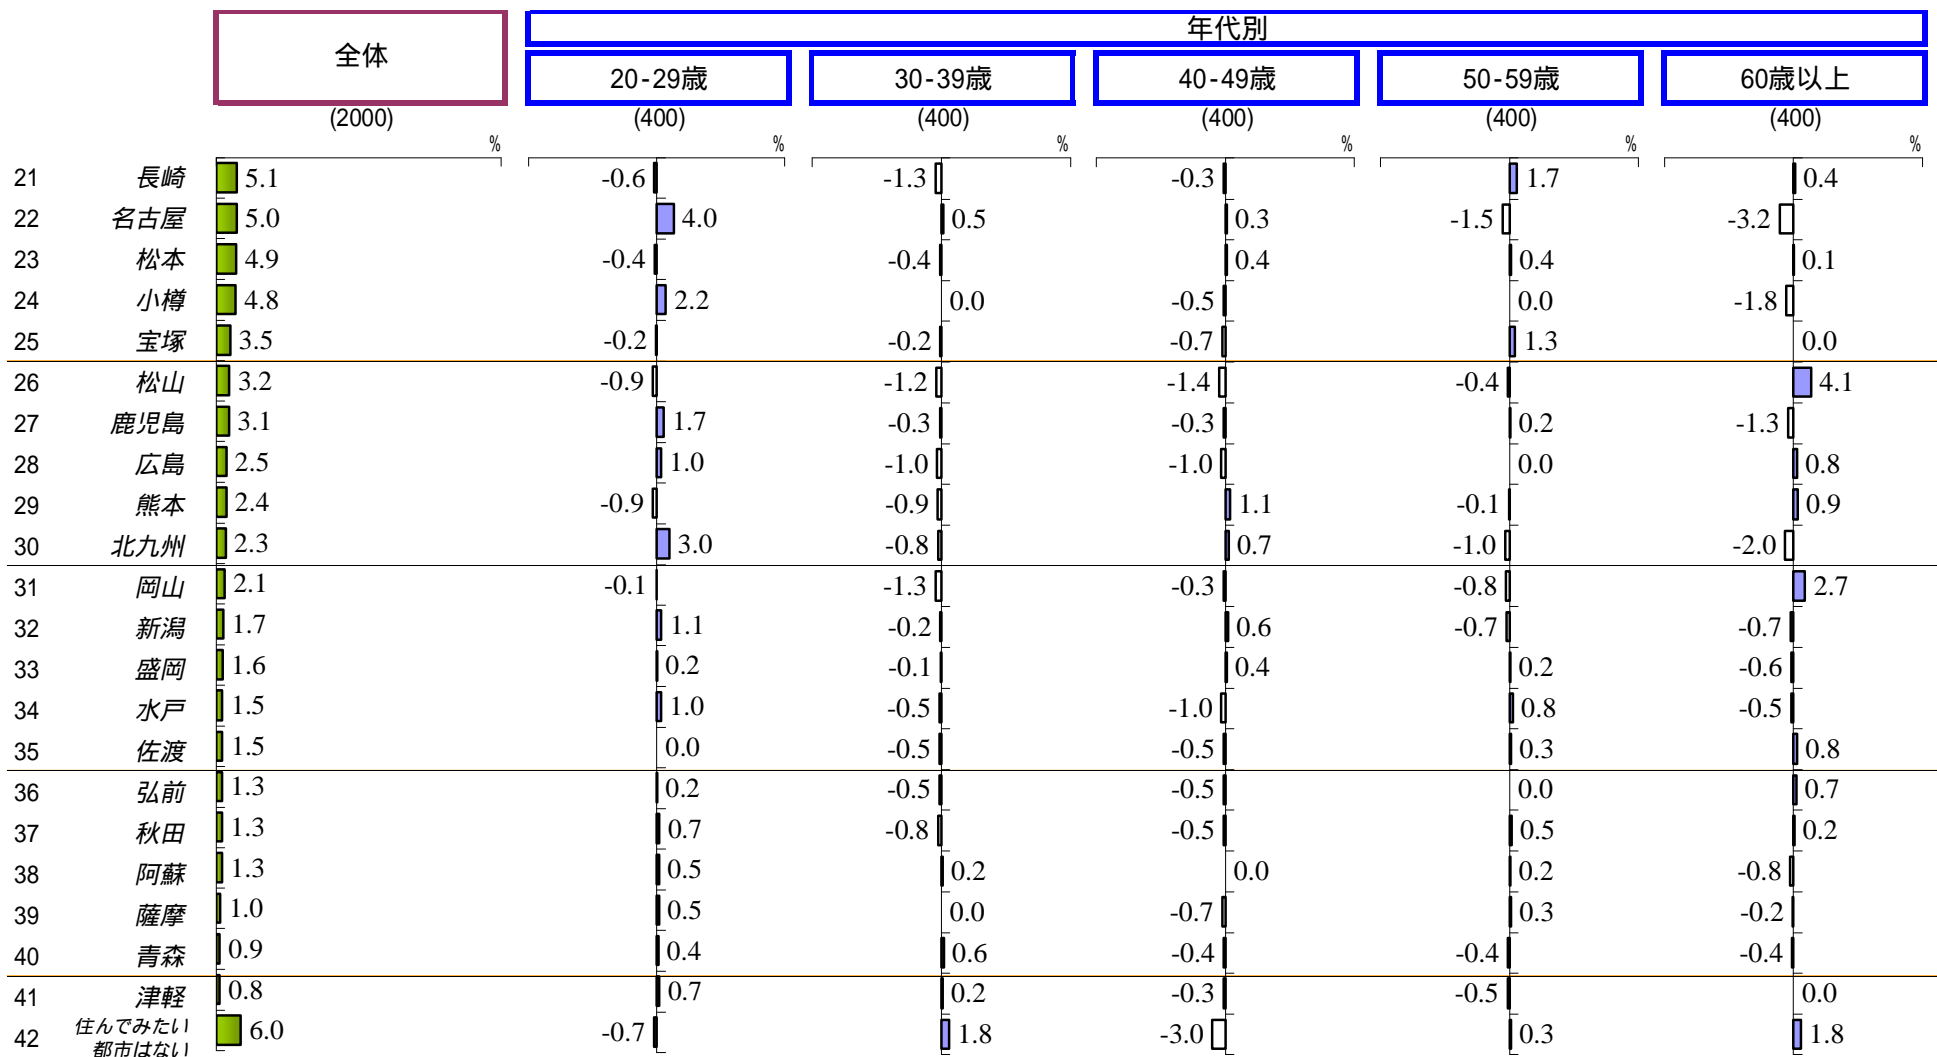 全体
年代別
20-29歳 30-39歳 40-49歳 50-59歳 60歳以上
(2000) (400) (400) (400) (400) (400)
% % % % % %
21 長崎 5.1 -0.6 -1.3 -0.3 1.7 0.4
22 名古屋 5.0 4.0 0.5 0.3 -1.5 -3.2
23 松本 4.9 -0.4 -0.4 0.4 0.4 0.1
24 小樽 4.8 2.2 0.0 -0.5 0.0 -1.8
25 宝塚 3.5 -0.2 -0.2 -0.7 1.3 0.0
26 松山 3.2 -0.9 -1.2 -1.4 -0.4 4.1
27 鹿児島 3.1 1.7 -0.3 -0.3 0.2 -1.3
28 広島 2.5 1.0 -1.0 -1.0 0.0 0.8
29 熊本 2.4 -0.9 -0.9 1.1 -0.1 0.9
30 北九州 2.3 3.0 -0.8 0.7 -1.0 -2.0
31 岡山 2.1 -0.1 -1.3 -0.3 -0.8 2.7
32 新潟 1.7 1.1 -0.2 0.6 -0.7 -0.7
33 盛岡 1.6 0.2 -0.1 0.4 0.2 -0.6
34 水戸 1.5 1.0 -0.5 -1.0 0.8 -0.5
35 佐渡 1.5 0.0 -0.5 -0.5 0.3 0.8
36 弘前 1.3 0.2 -0.5 -0.5 0.0 0.7
37 秋田 1.3 0.7 -0.8 -0.5 0.5 0.2
38 阿蘇 1.3 0.5 0.2 0.0 0.2 -0.8
39 薩摩 1.0 0.5 0.0 -0.7 0.3 -0.2
40 青森 0.9 0.4 0.6 -0.4 -0.4 -0.4
41 津軽 0.8 0.7 0.2 -0.3 -0.5 0.0
42 住んでみたい 6.0 -0.7 1.8 -3.0 0.3 1.8
都市はない